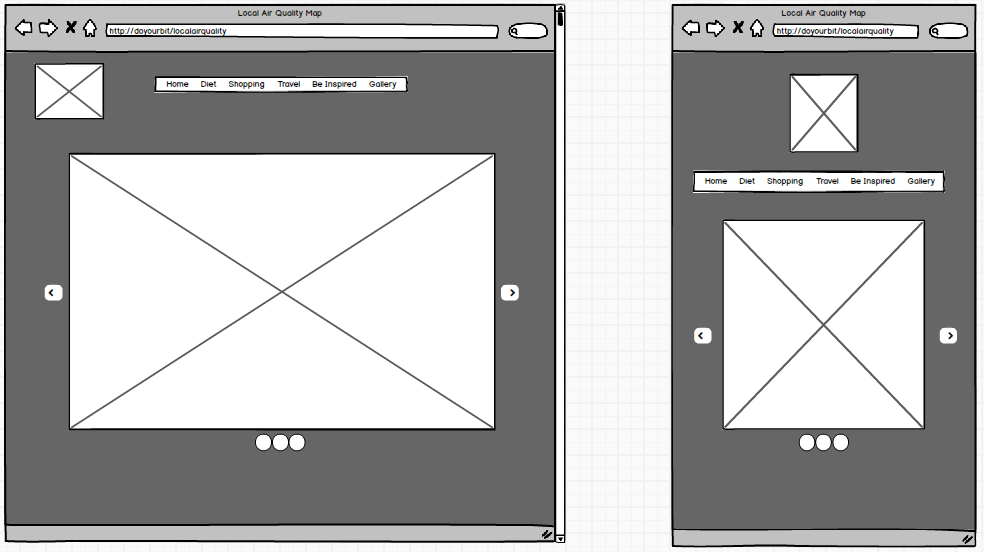 Local Air Quality Map
http://doyourbit/localairquality
Home Diet Shopping Travel Be Inspired Gallery
Local Air Quality Map
http://doyourbit/localairquality
Home Diet Shopping Travel Be Inspired Gallery